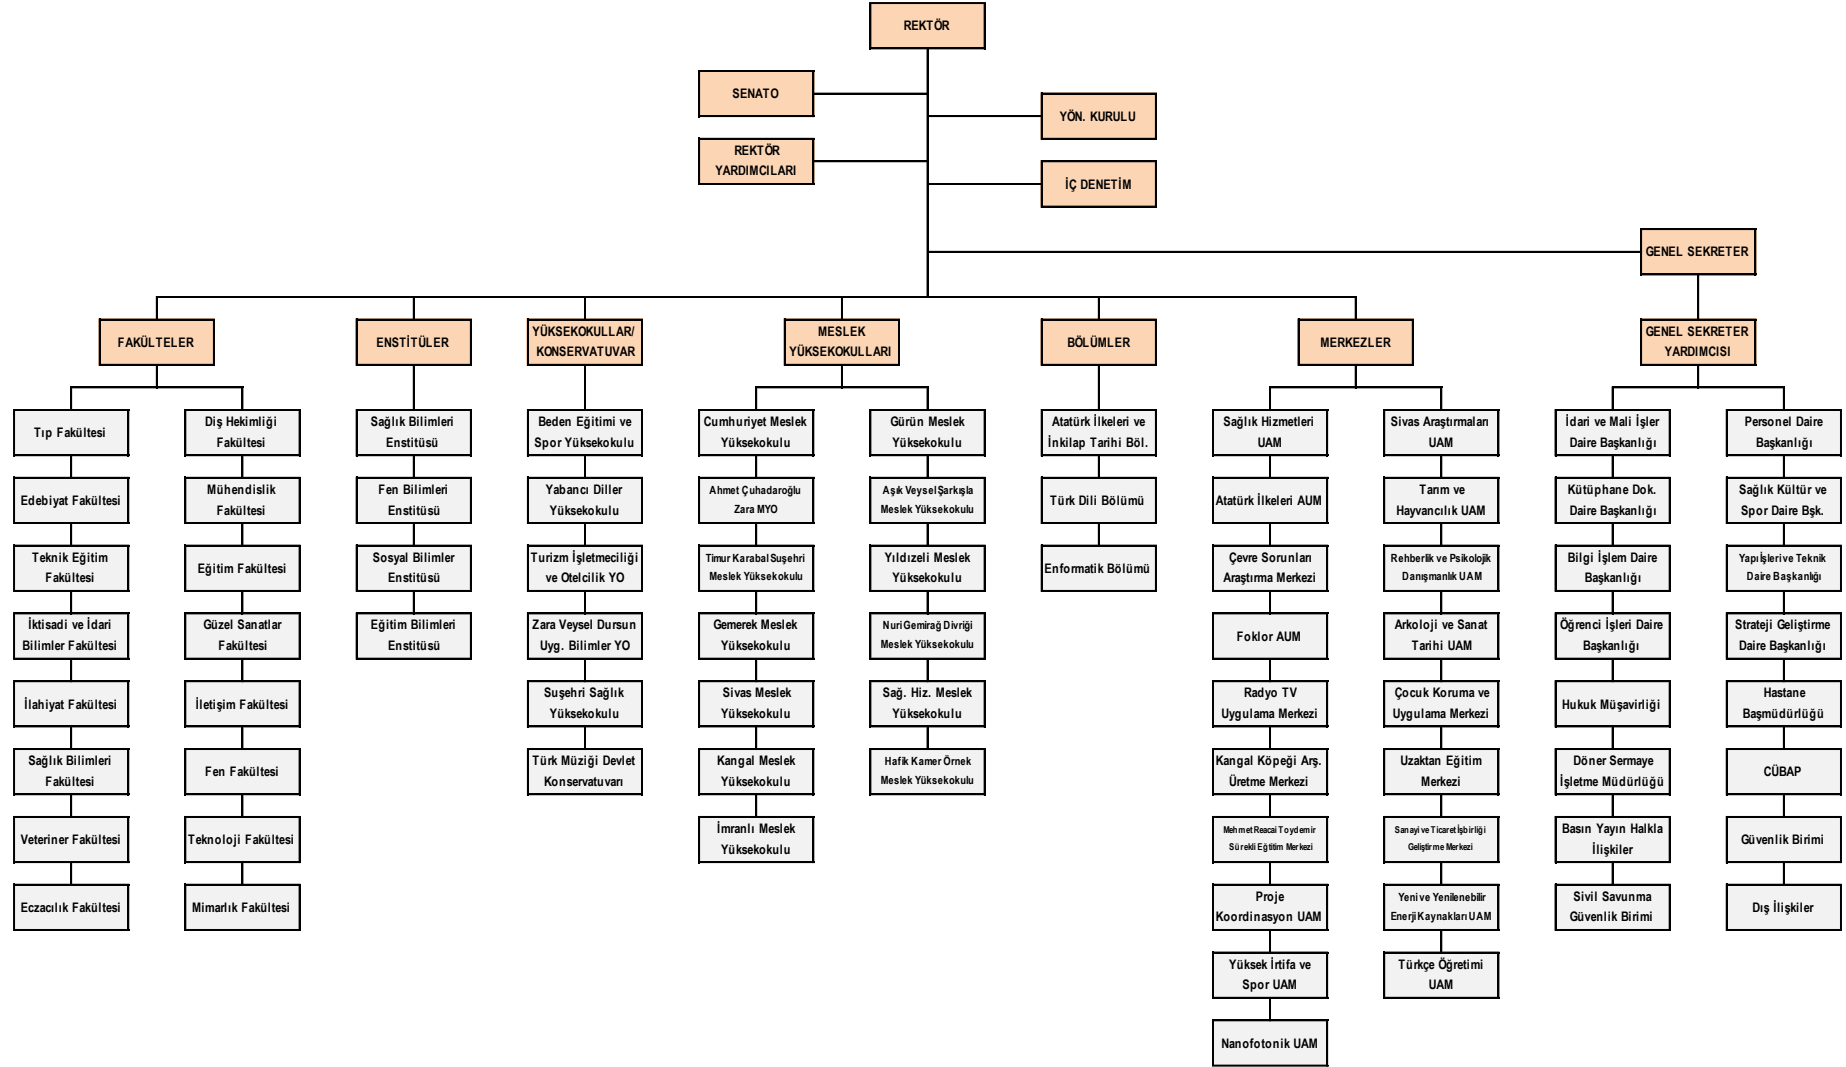 REKTÖR
SENATO
YÖN. KURULU
REKTÖR
YARDIMCILARI
İÇ DENETİM
GENEL SEKRETER
FAKÜLTELER
ENSTİTÜLER
YÜKSEKOKULLAR/
KONSERVATUVAR
MESLEK
YÜKSEKOKULLARI
BÖLÜMLER
MERKEZLER
GENEL SEKRETER
YARDIMCISI
Tıp Fakültesi
Edebiyat Fakültesi
Teknik Eğitim
Fakültesi
İktisadi ve İdari
Bilimler Fakültesi
İlahiyat Fakültesi
Sağlık Bilimleri
Fakültesi
Veteriner Fakültesi
Eczacılık Fakültesi
Diş Hekimliği
Fakültesi
Mühendislik
Fakültesi
Eğitim Fakültesi
Güzel Sanatlar
Fakültesi
İletişim Fakültesi
Fen Fakültesi
Teknoloji Fakültesi
Mimarlık Fakültesi
Sağlık Bilimleri
Enstitüsü
Fen Bilimleri
Enstitüsü
Sosyal Bilimler
Enstitüsü
Eğitim Bilimleri
Enstitüsü
Beden Eğitimi ve
Spor Yüksekokulu
Yabancı Diller
Yüksekokulu
Turizm İşletmeciliği
ve Otelcilik YO
Zara Veysel Dursun
Uyg. Bilimler YO
Suşehri Sağlık
Yüksekokulu
Türk Müziği Devlet
Konservatuvarı
Cumhuriyet Meslek
Yüksekokulu
Ahmet Çuhadaroğlu
Zara MYO
Timur Karabal Suşehri
Meslek Yüksekokulu
Gemerek Meslek
Yüksekokulu
Sivas Meslek
Yüksekokulu
Kangal Meslek
Yüksekokulu
İmranlı Meslek
Yüksekokulu
Gürün Meslek
Yüksekokulu
Aşık Veysel Şarkışla
Meslek Yüksekokulu
Yıldızeli Meslek
Yüksekokulu
Nuri Gemirağ Divriği
Meslek Yüksekokulu
Sağ. Hiz. Meslek
Yüksekokulu
Hafik Kamer Örnek
Meslek Yüksekokulu
Atatürk İlkeleri ve
İnkilap Tarihi Böl.
Türk Dili Bölümü
Enformatik Bölümü
Sağlık Hizmetleri
UAM
Atatürk İlkeleri AUM
Çevre Sorunları
Araştırma Merkezi
Foklor AUM
Radyo TV
Uygulama Merkezi
Kangal Köpeği Arş.
Üretme Merkezi
Mehmet Reacai Toydemir
Sürekli Eğtitim Merkezi
Proje
Koordinasyon UAM
Yüksek İrtifa ve
Spor UAM
Nanofotonik UAM
Sivas Araştırmaları
UAM
Tarım ve
Hayvancılık UAM
Rehberlik ve Psikolojik
Danışmanlık UAM
Arkoloji ve Sanat
Tarihi UAM
Çocuk Koruma ve
Uygulama Merkezi
Uzaktan Eğitim
Merkezi
Sanayi ve Ticaret İşbirliği
Geliştirme Merkezi
Yeni ve Yenilenebilir
Enerji Kaynakları UAM
Türkçe Öğretimi
UAM
İdari ve Mali İşler
Daire Başkanlığı
Kütüphane Dok.
Daire Başkanlığı
Bilgi İşlem Daire
Başkanlığı
Öğrenci İşleri Daire
Başkanlığı
Hukuk Müşavirliği
Döner Sermaye
İşletme Müdürlüğü
Basın Yayın Halkla
İlişkiler
Sivil Savunma
Güvenlik Birimi
Personel Daire
Başkanlığı
Sağlık Kültür ve
Spor Daire Bşk.
Yapı İşleri ve Teknik
Daire Başkanlığı
Strateji Geliştirme
Daire Başkanlığı
Hastane
Başmüdürlüğü
CÜBAP
Güvenlik Birimi
Dış İlişkiler